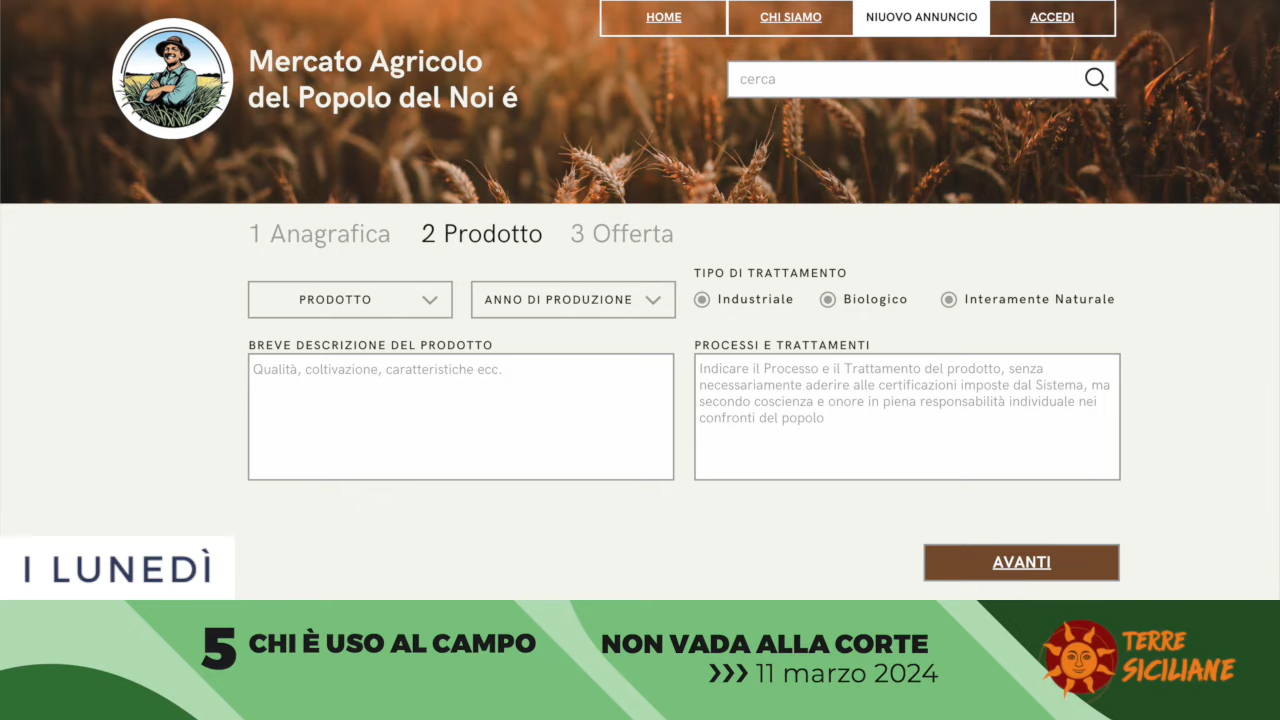 HOME
CHI SIAMO
NIUOVO ANNUNCIO
ACCEDI
Mercato Agricolo
del Popolo del Noi é
cerca
1 Anagrafica
2 Prodotto
3 Offerta
TIPO DI TRATTAMENTO
PRODOTTO
ANNO DI PRODUZIONE
Industriale
Biologico
Interamente Naturale
BREVE DESCRIZIONE DEL PRODOTTO
Qualità, coltivazione, caratteristiche ecc.
PROCESSI E TRATTAMENTI
Indicare il Processo e il Trattamento del prodotto, senza
necessariamente aderire alle certificazioni imposte dal Sistema, ma
secondo coscienza e onore in piena responsabilità individuale nei
confronti del popolo
AVANTI
I LUNEDÌ
5 CHI È USO AL CAMPO
NON VADA ALLA CORTE
>>> 11 marzo 2024
TERRE
SICILIANE